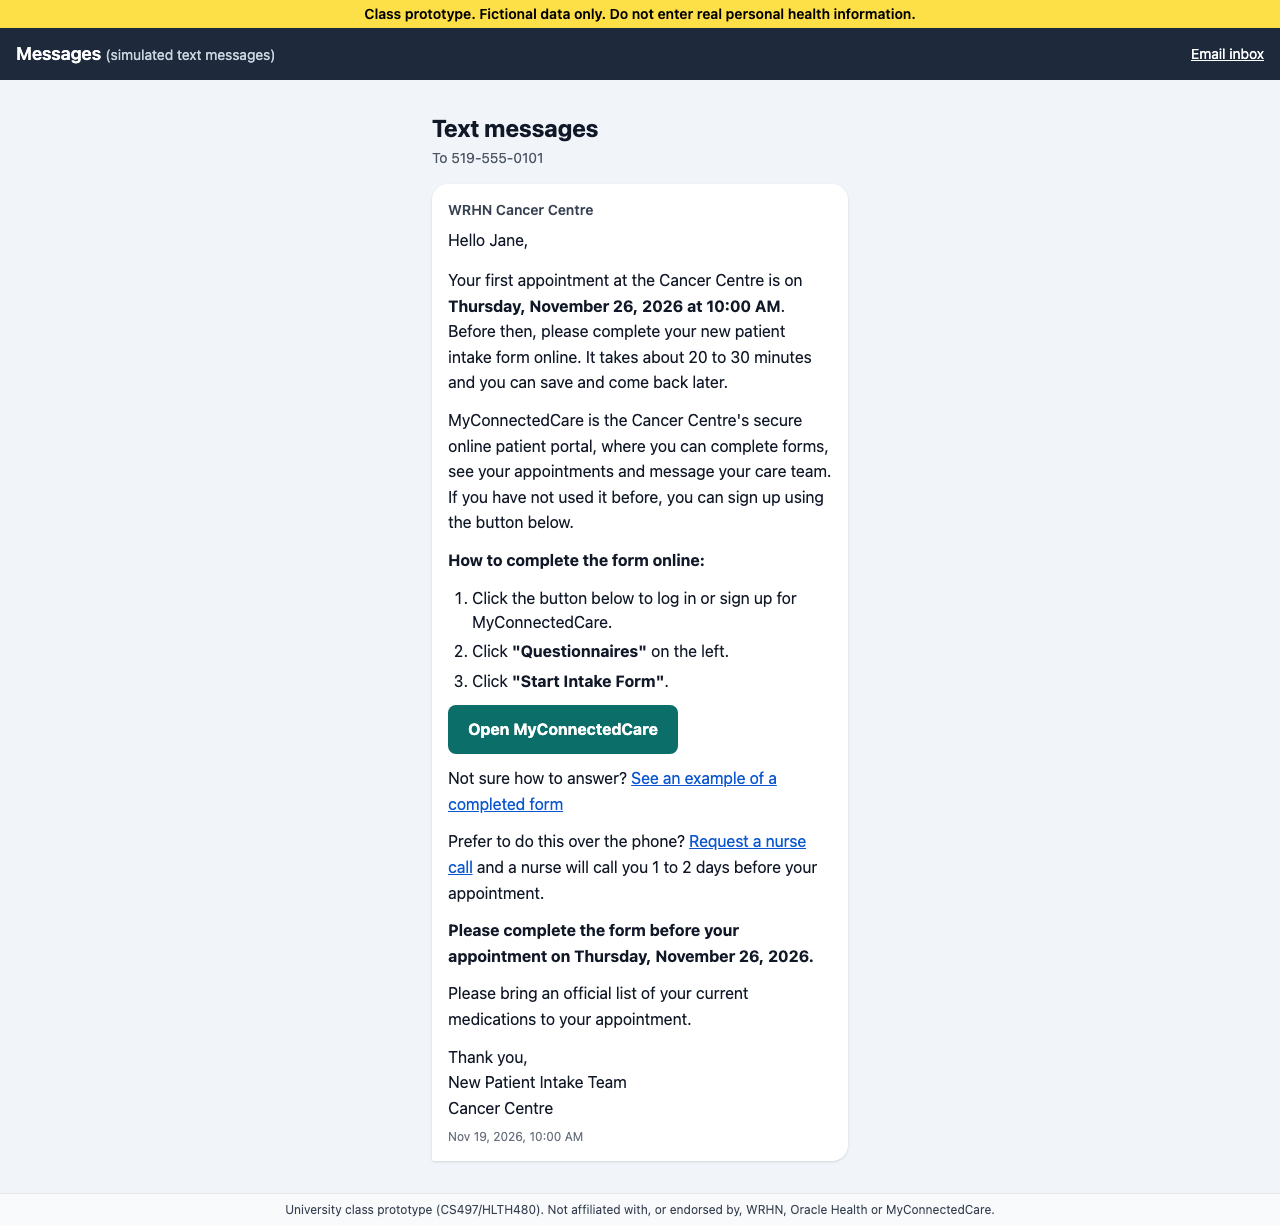 Class prototype. Fictional data only. Do not enter real personal health information.
Messages (simulated text messages)
Email inbox
Text messages
To 519-555-0101
WRHN Cancer Centre
Hello Jane,
Your first appointment at the Cancer Centre is on
Thursday, November 26, 2026 at 10:00 AM.
Before then, please complete your new patient
intake form online. It takes about 20 to 30 minutes
and you can save and come back later.
MyConnectedCare is the Cancer Centre's secure
online patient portal, where you can complete forms,
see your appointments and message your care team.
If you have not used it before, you can sign up using
the button below.
How to complete the form online:
1. Click the button below to log in or sign up for
MyConnectedCare.
2. Click "Questionnaires" on the left.
3. Click "Start Intake Form".
Open MyConnectedCare
Not sure how to answer? See an example of a
completed form
Prefer to do this over the phone? Request a nurse
call and a nurse will call you 1 to 2 days before your
appointment.
Please complete the form before your
appointment on Thursday, November 26, 2026.
Please bring an official list of your current
medications to your appointment.
Thank you,
New Patient Intake Team
Cancer Centre
Nov 19, 2026, 10:00 AM
University class prototype (CS497/HLTH480). Not affiliated with, or endorsed by, WRHN, Oracle Health or MyConnectedCare.